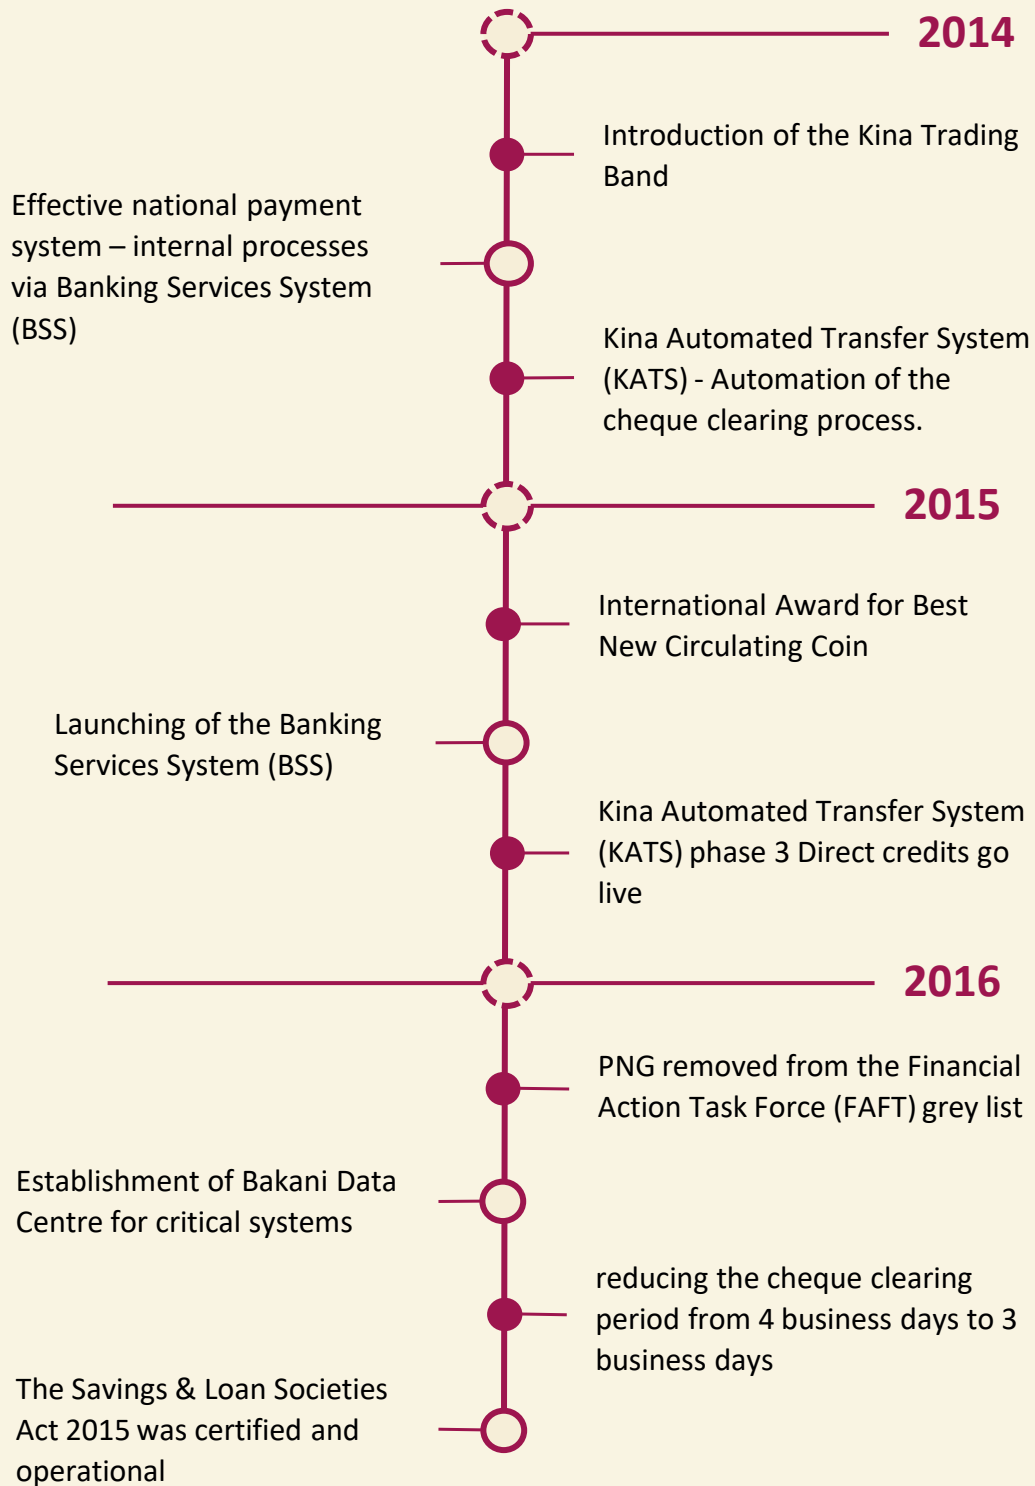 2014
Introduction of the Kina Trading
Band
Effective national payment
system – internal processes
via Banking Services System
(BSS)
Kina Automated Transfer System
(KATS) - Automation of the
cheque clearing process.
2015
International Award for Best
New Circulating Coin
Launching of the Banking
Services System (BSS)
Kina Automated Transfer System
(KATS) phase 3 Direct credits go
live
2016
PNG removed from the Financial
Action Task Force (FAFT) grey list
Establishment of Bakani Data
Centre for critical systems
reducing the cheque clearing
period from 4 business days to 3
business days
The Savings & Loan Societies
Act 2015 was certified and
operational